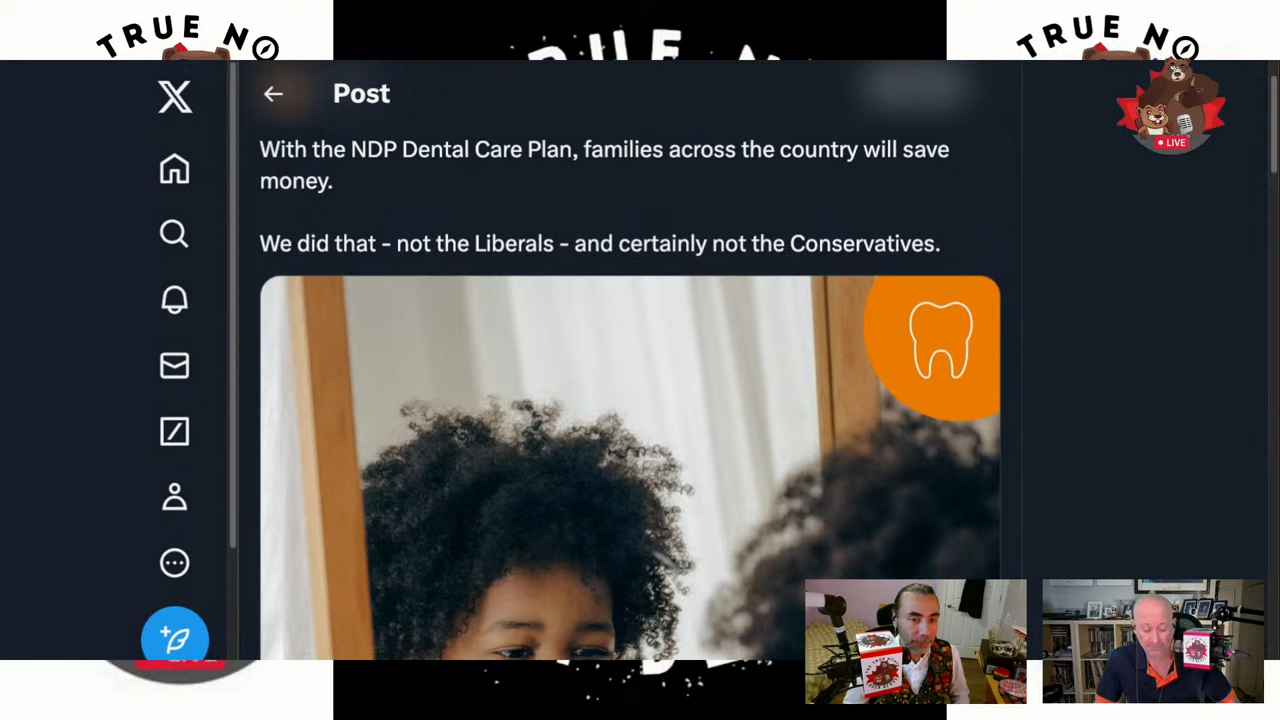 TRUE NO
TRUE NO
Post
LIVE
With the NDP Dental Care Plan, families across the country will save
money.
We did that - not the Liberals - and certainly not the Conservatives.